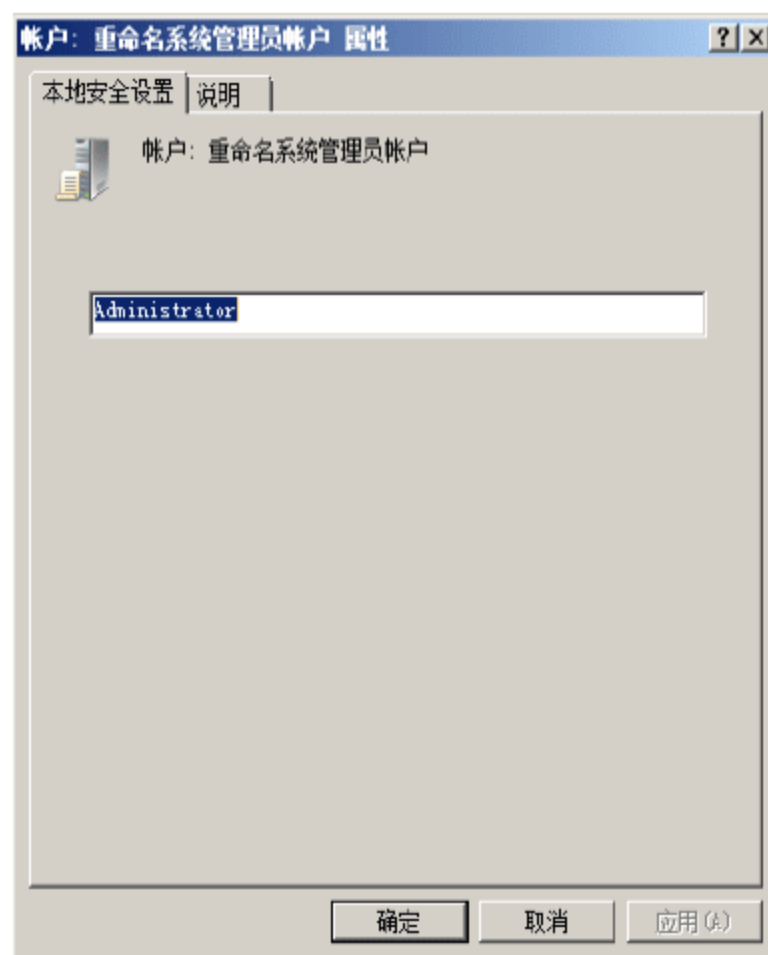 帐户: 重命名系统管理员帐户 属性
本地安全设置 说明
帐户: 重命名系统管理员帐户
Administrator
确定 取消 应用(A)